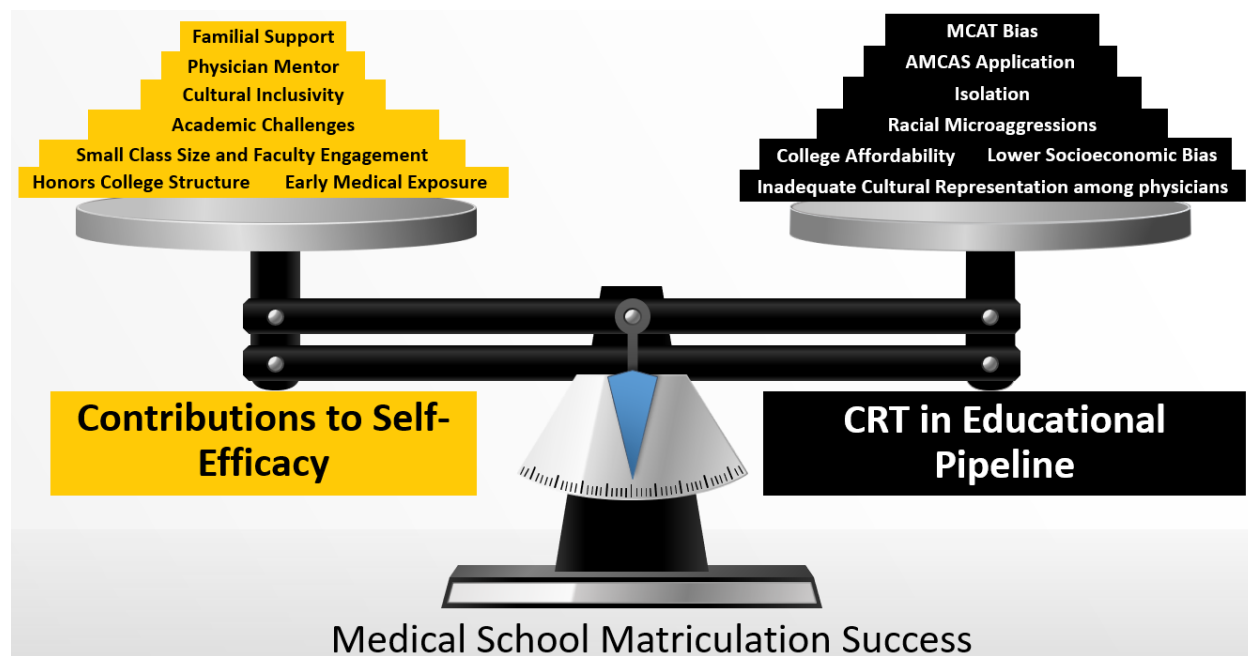 Familial Support
Physician Mentor
Cultural Inclusivity
Academic Challenges
Small Class Size and Faculty Engagement
Honors College Structure Early Medical Exposure
MCAT Bias
AMCAS Application
Isolation
Racial Microaggressions
College Affordability Lower Socioeconomic Bias
Inadequate Cultural Representation among physicians
Contributions to Self-
Efficacy
CRT in Educational
Pipeline
Medical School Matriculation Success